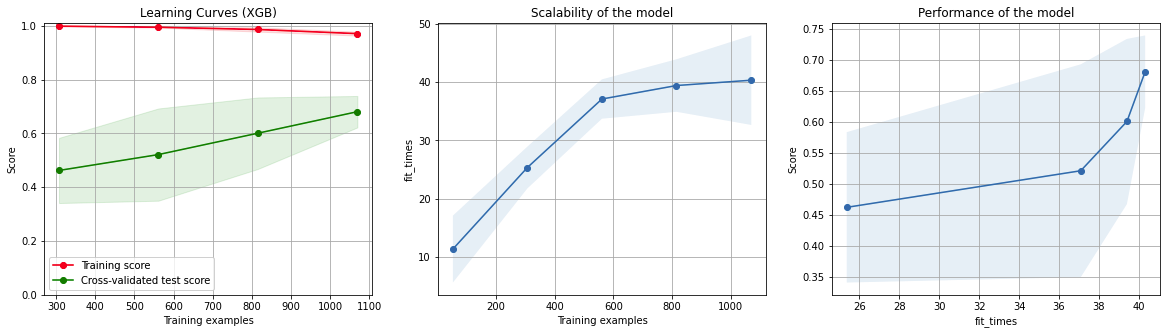 Learning Curves (XGB)
1.0
0.8
0.6
0.4
0.2
0.0
Score
Training score
Cross-validated test score
300 400 500 600 700 800 900 1000 1100
Training examples
Scalability of the model
50
40
30
20
10
fit_times
200 400 600 800 1000
Training examples
Performance of the model
0.75
0.70
0.65
0.60
0.55
0.50
0.45
0.40
0.35
Score
26 28 30 32 34 36 38 40
fit_times